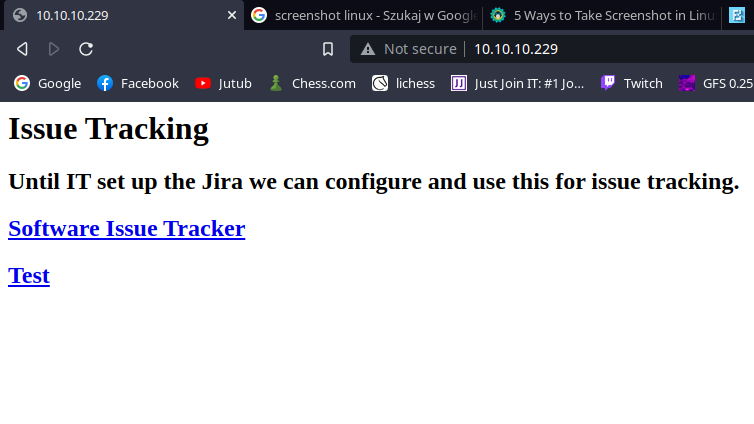 10.10.10.229
screenshot linux - Szukaj w Google
5 Ways to Take Screenshot in Linu
Not secure
10.10.10.229
Google
Facebook
Jutub
Chess.com
lichess
Just Join IT: #1 Jo...
Twitch
GFS 0.25
Issue Tracking
Until IT set up the Jira we can configure and use this for issue tracking.
Software Issue Tracker
Test